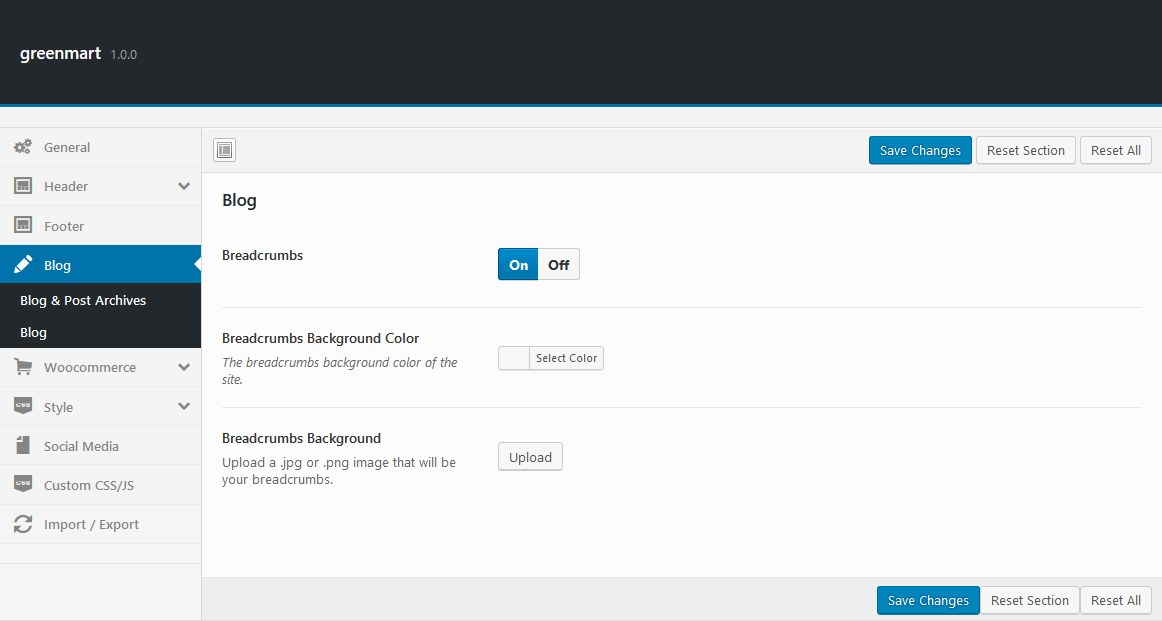 greenmart 1.0.0
General
Header
Footer
Blog
Blog & Post Archives
Blog
Woocommerce
css Style
Social Media
css Custom CSS/JS
Import / Export
Save Changes Reset Section Reset All
Blog
Breadcrumbs On Off
Breadcrumbs Background Color
The breadcrumbs background color of the
site.
Select Color
Breadcrumbs Background
Upload a .jpg or .png image that will be
your breadcrumbs.
Upload
Save Changes Reset Section Reset All